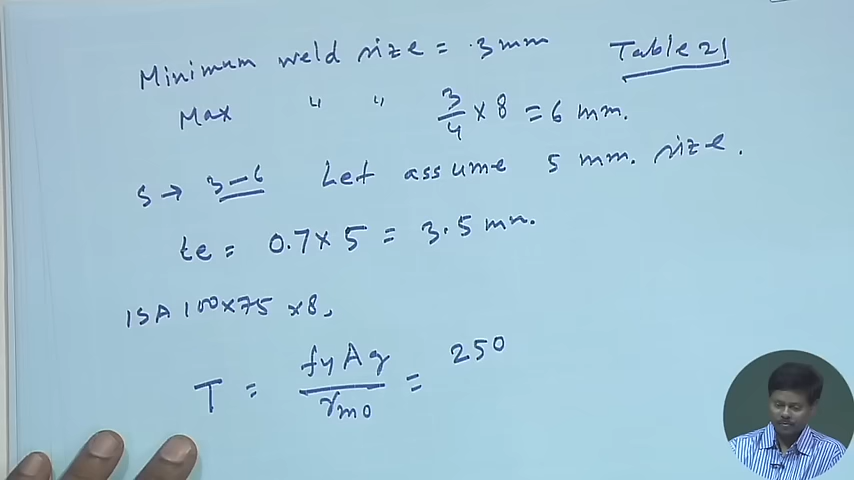 Minimum weld size = 3 mm Table 21
Max " " 3/4 × 8 = 6 mm.
S → 3-6 Let assume 5 mm. size.
te = 0.7 × 5 = 3.5 mm.
ISA 100×75×8,
T = fy Ag / γm0 = 250